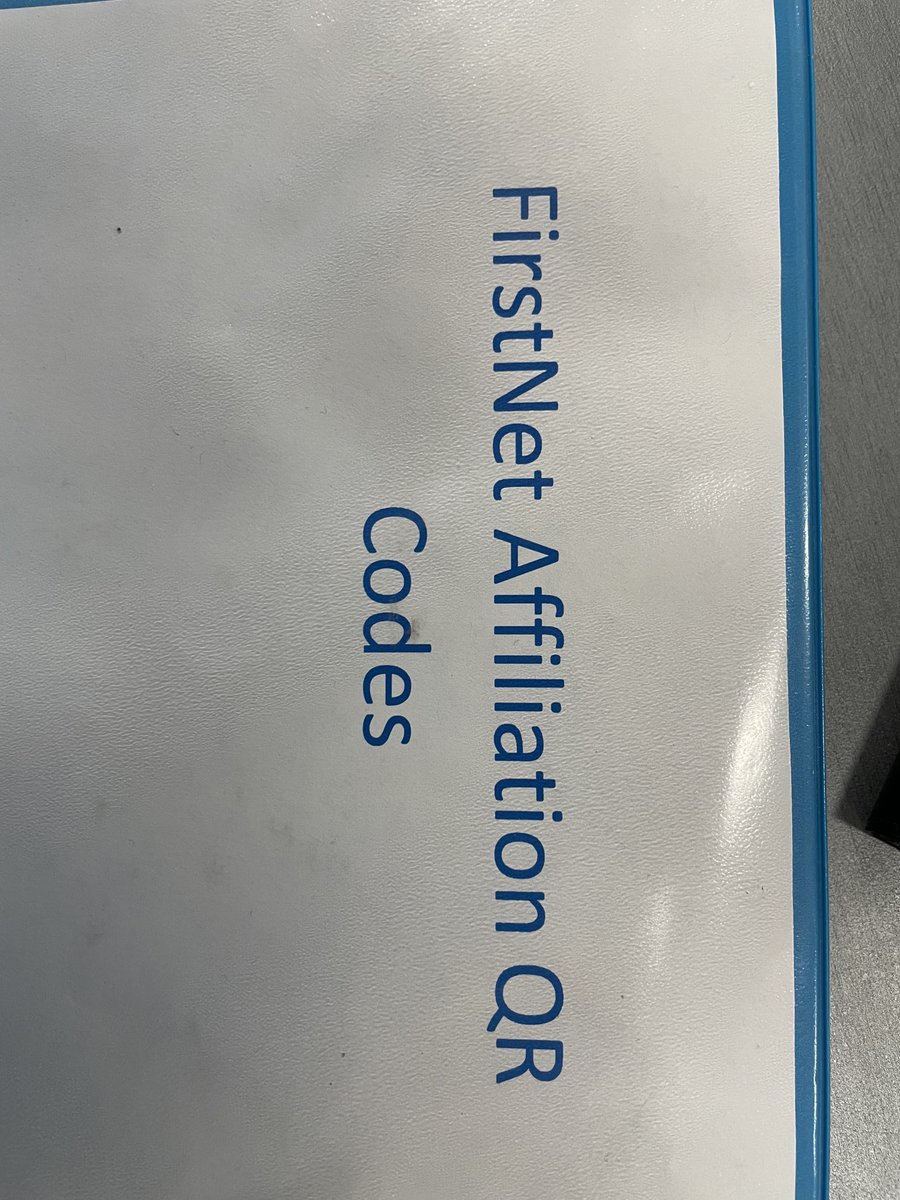 FirstNet Affiliation QR
Codes